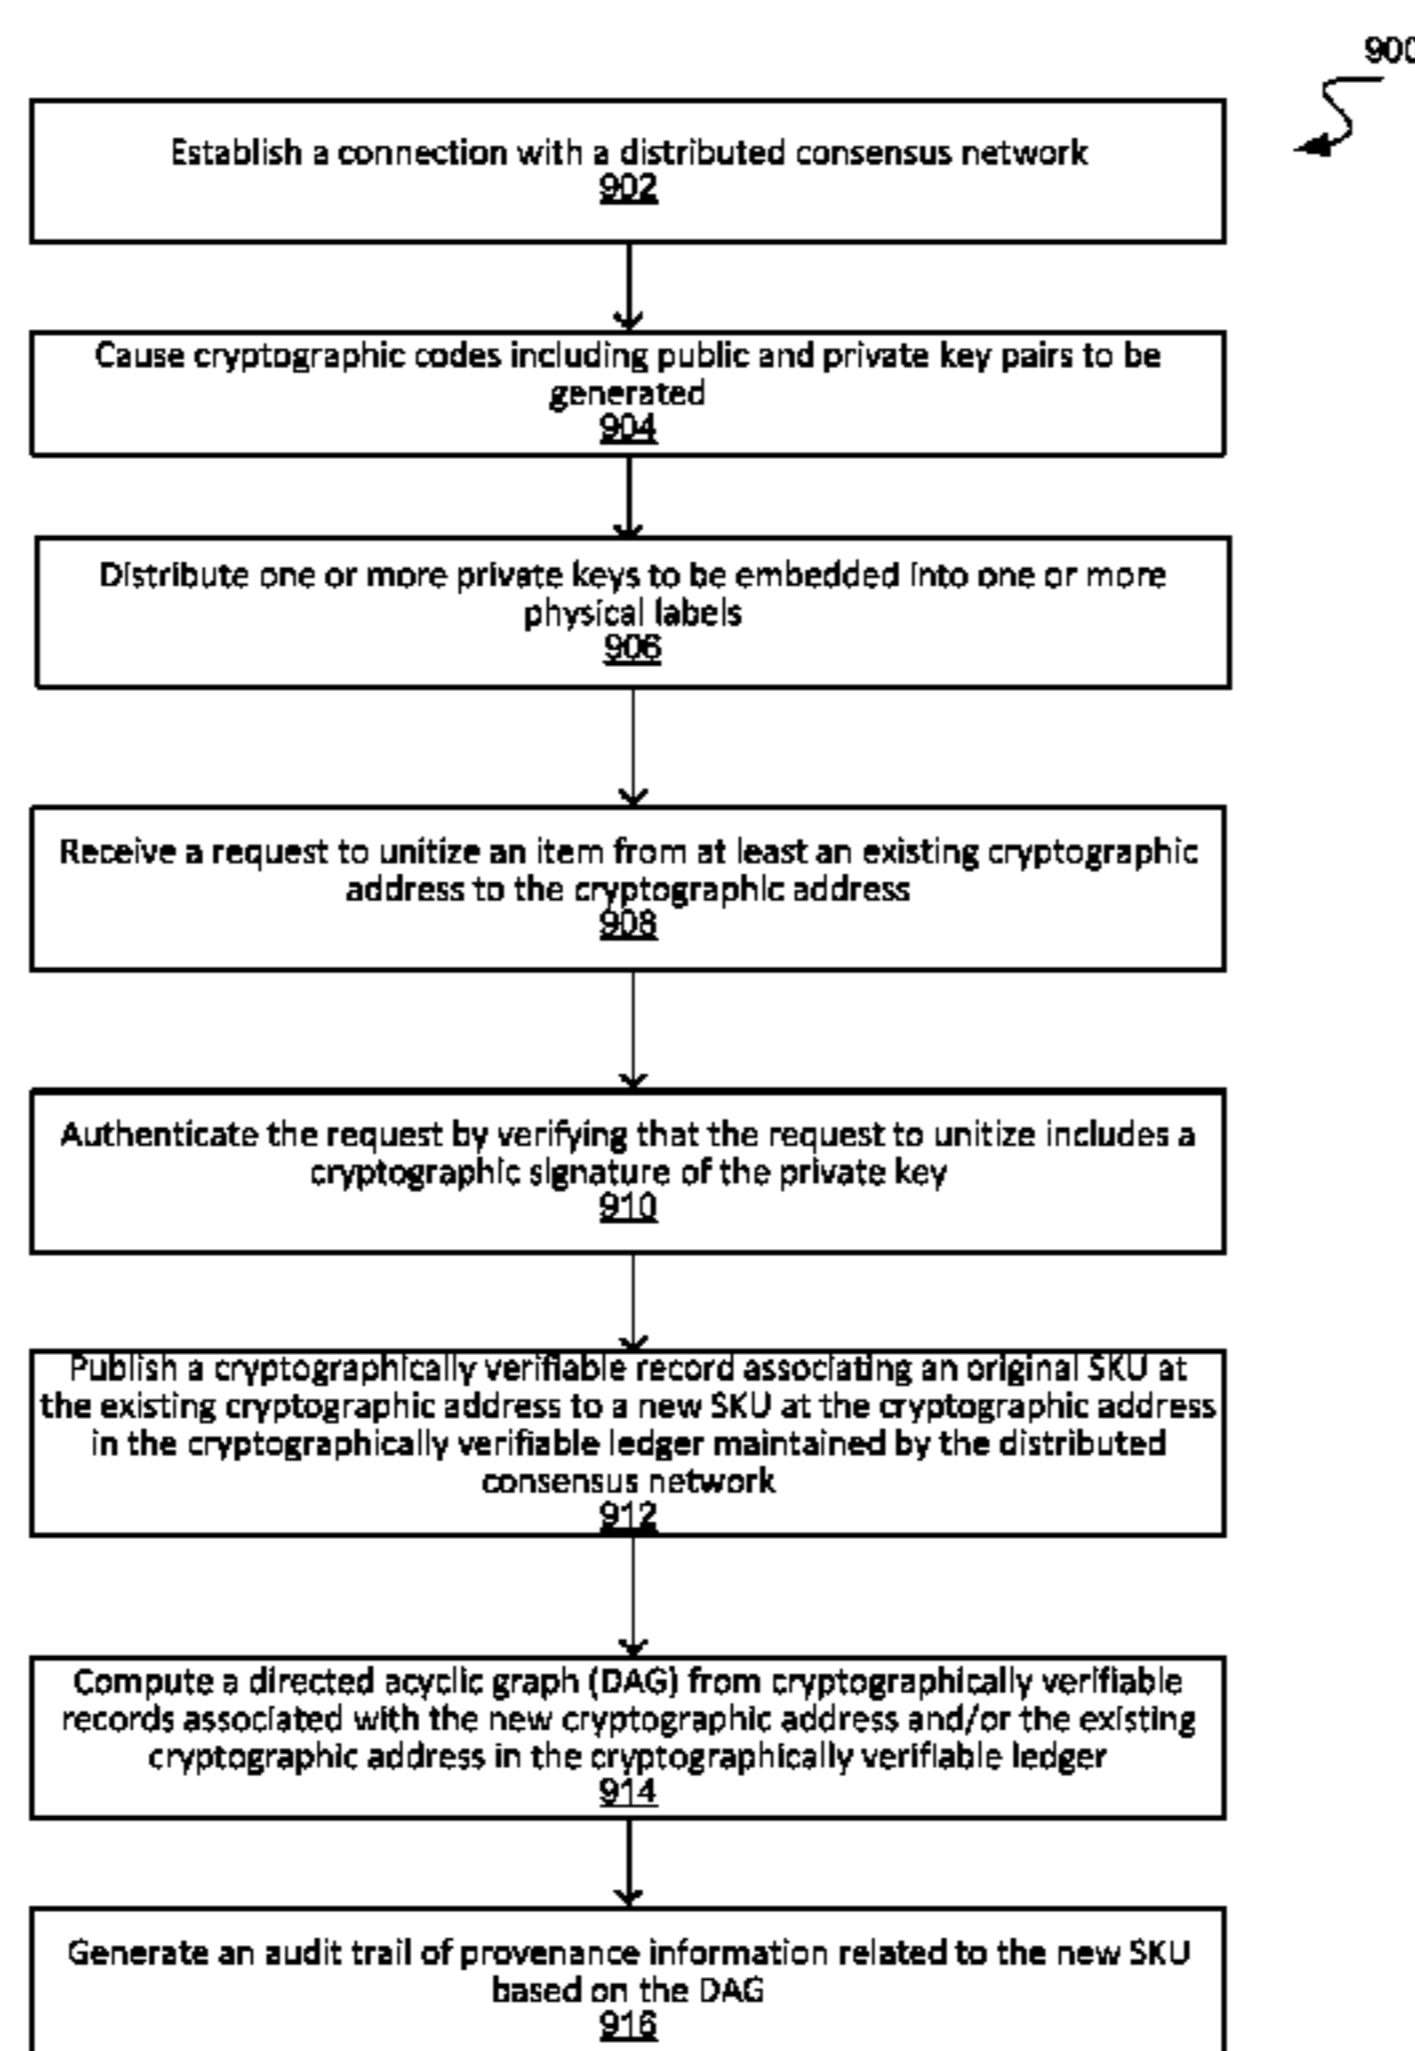 900
Establish a connection with a distributed consensus network
902
Cause cryptographic codes including public and private key pairs to be
generated
904
Distribute one or more private keys to be embedded into one or more
physical labels
906
Receive a request to unitize an item from at least an existing cryptographic
address to the cryptographic address
908
Authenticate the request by verifying that the request to unitize includes a
cryptographic signature of the private key
910
Publish a cryptographically verifiable record associating an original SKU at
the existing cryptographic address to a new SKU at the cryptographic address
in the cryptographically verifiable ledger maintained by the distributed
consensus network
912
Compute a directed acyclic graph (DAG) from cryptographically verifiable
records associated with the new cryptographic address and/or the existing
cryptographic address in the cryptographically verifiable ledger
914
Generate an audit trail of provenance information related to the new SKU
based on the DAG
916